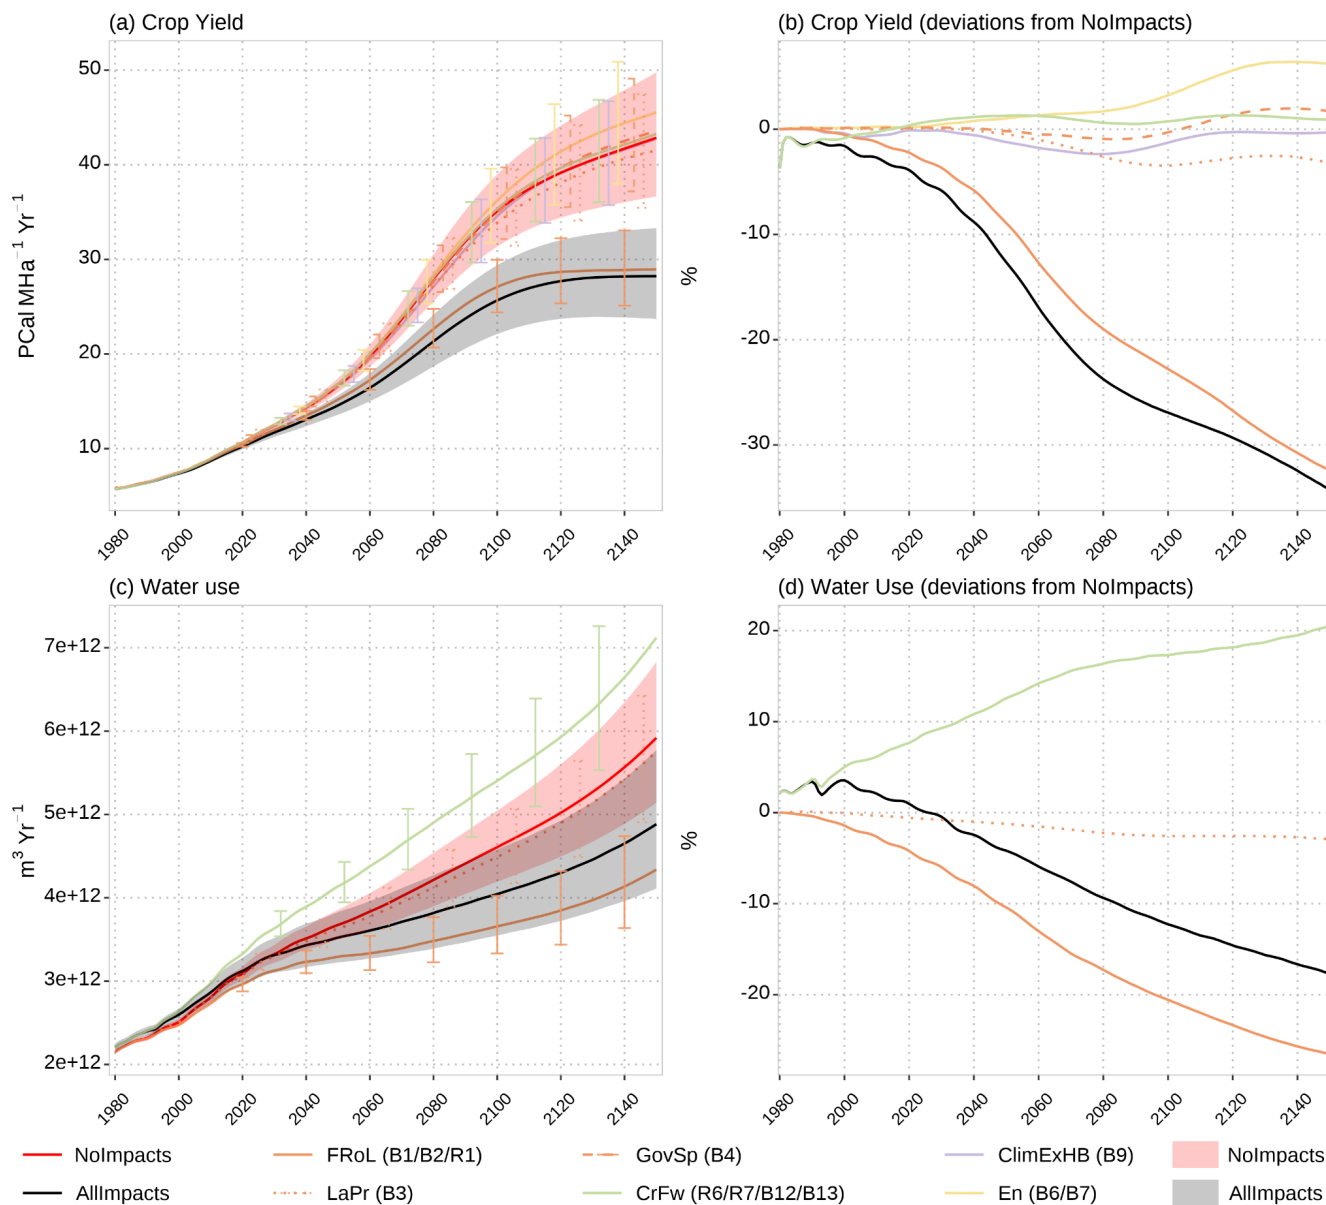 (a) Crop Yield
(b) Crop Yield (deviations from NoImpacts)
50
40
30
20
10
PCal MHa⁻¹ Yr⁻¹
0
-10
-20
-30
%
1980 2000 2020 2040 2060 2080 2100 2120 2140
1980 2000 2020 2040 2060 2080 2100 2120 2140
(c) Water use
(d) Water Use (deviations from NoImpacts)
7e+12
6e+12
5e+12
4e+12
3e+12
2e+12
m³ Yr⁻¹
20
10
0
-10
-20
%
1980 2000 2020 2040 2060 2080 2100 2120 2140
1980 2000 2020 2040 2060 2080 2100 2120 2140
NoImpacts FRoL (B1/B2/R1) GovSp (B4) ClimExHB (B9) NoImpacts
AllImpacts LaPr (B3) CrFw (R6/R7/B12/B13) En (B6/B7) AllImpacts